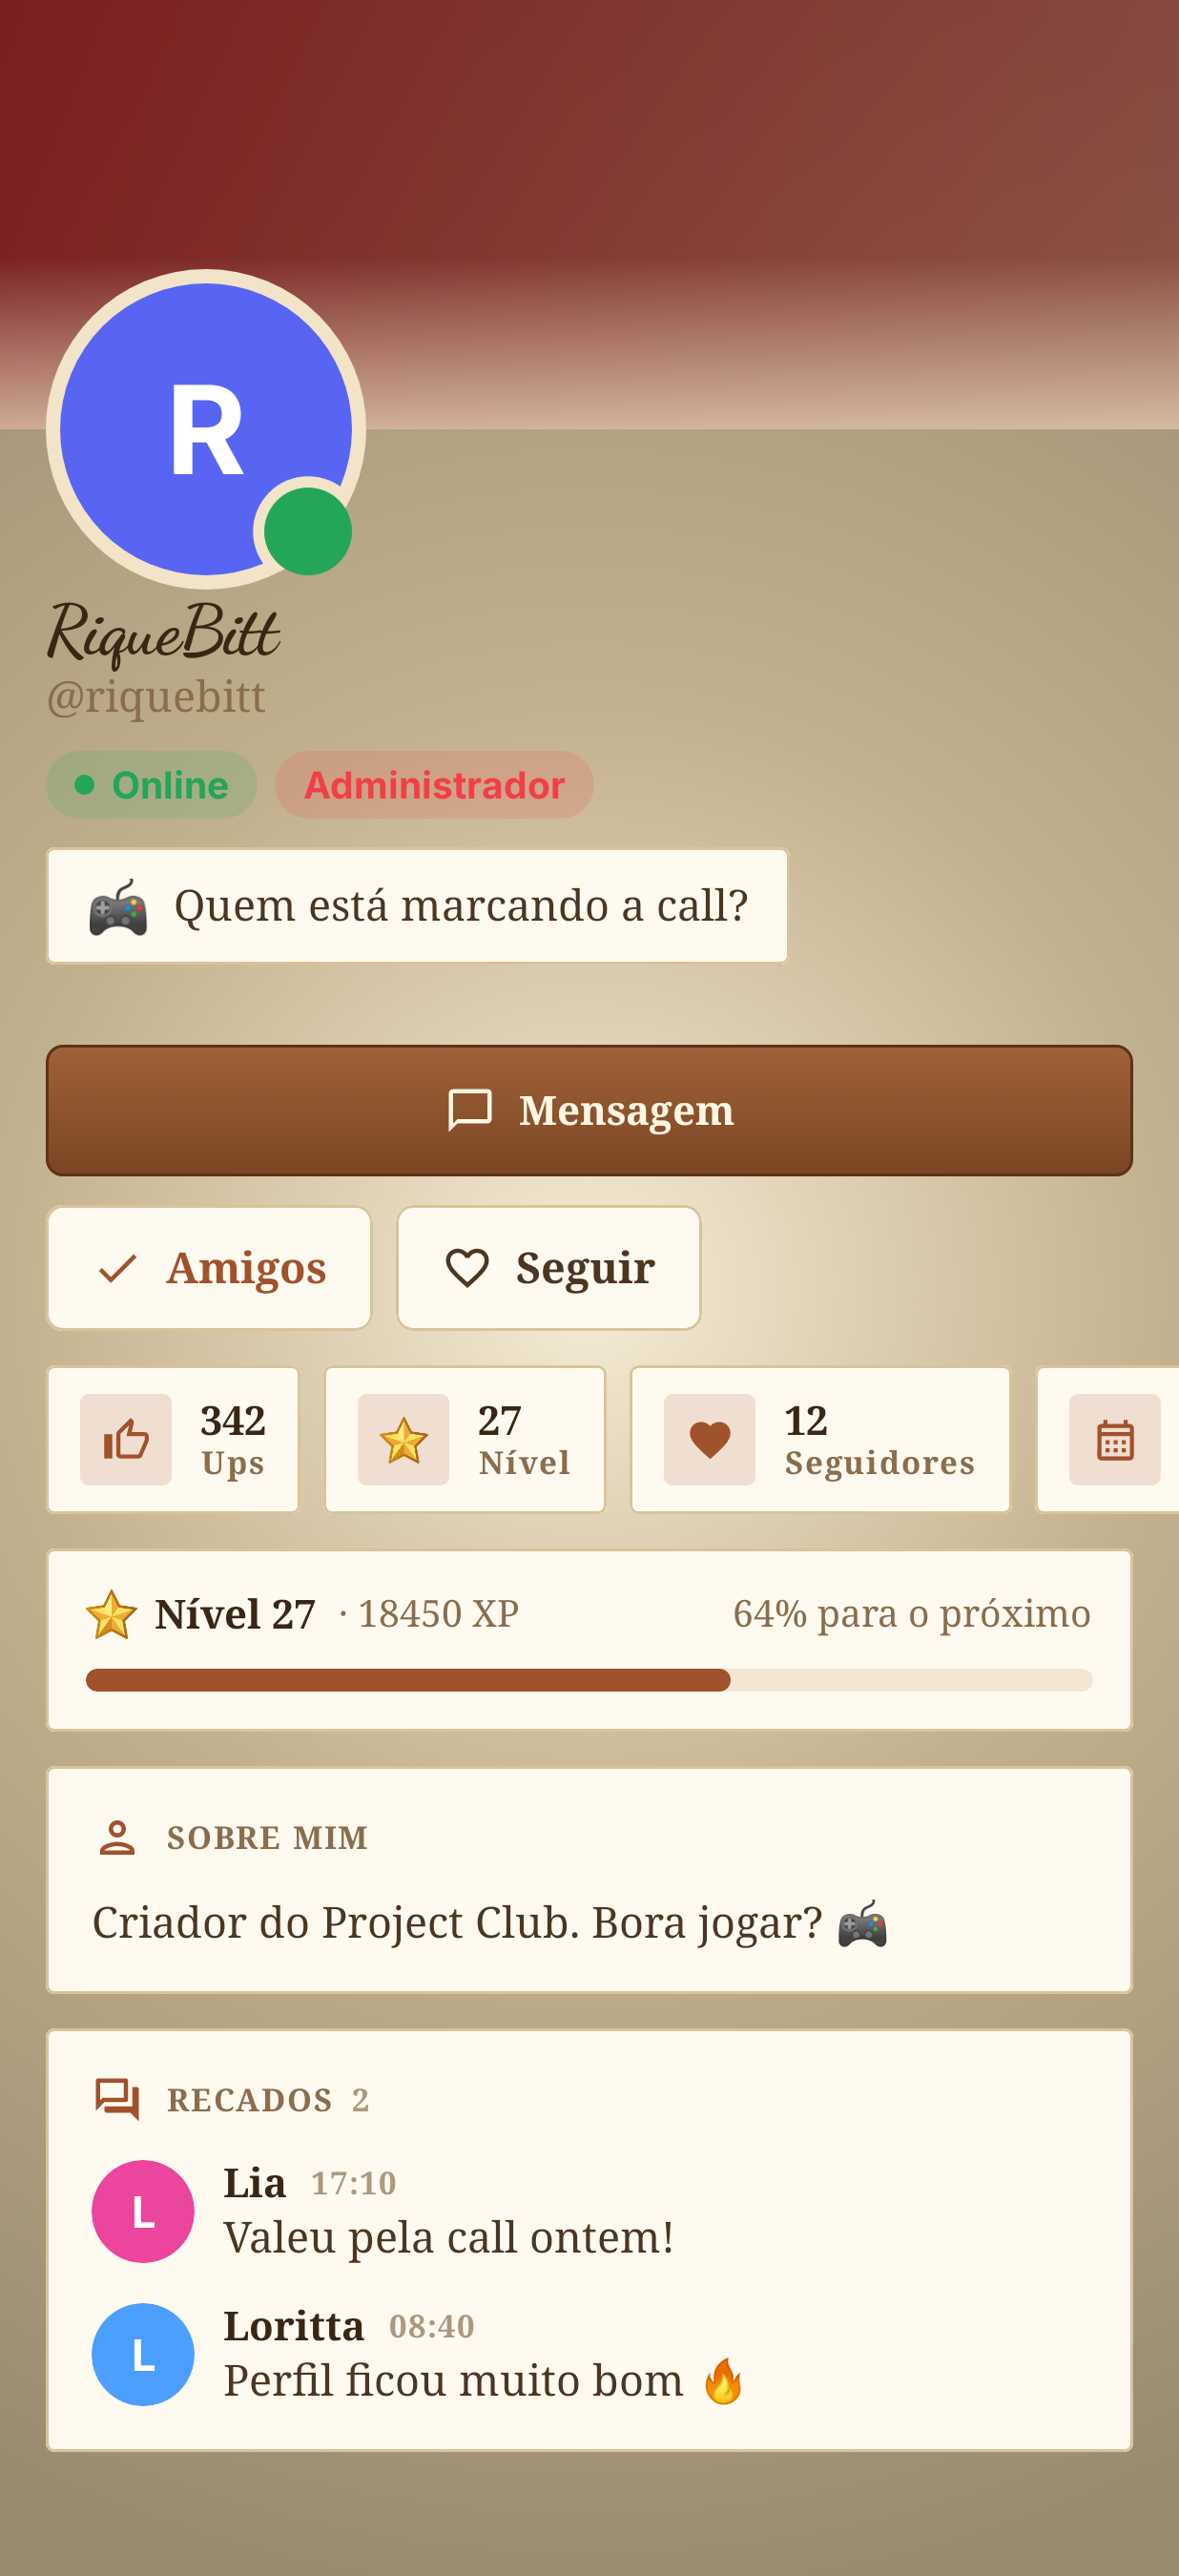 R
RiqueBitt
@riquebitt
Online Administrador
🎮 Quem está marcando a call?
Mensagem
Amigos Seguir
342 27 12
Ups Nível Seguidores
⭐ Nível 27 · 18450 XP 64% para o próximo
SOBRE MIM
Criador do Project Club. Bora jogar? 🎮
RECADOS 2
L
Lia 17:10
Valeu pela call ontem!
L
Loritta 08:40
Perfil ficou muito bom 🔥